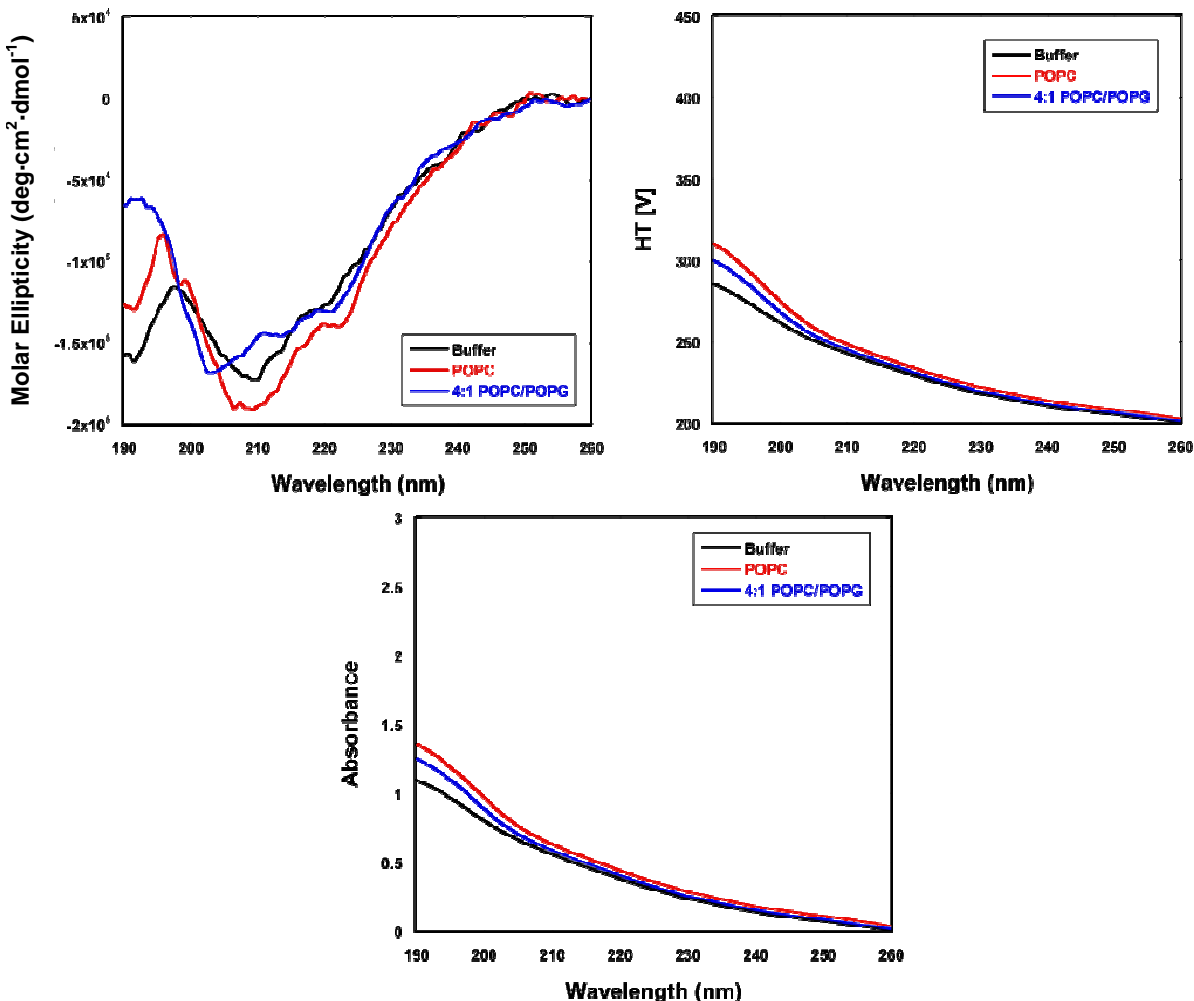 Molar Ellipticity (deg·cm²·dmol⁻¹)
5x10⁴
0
-5x10⁴
-1x10⁵
-1.5x10⁵
-2x10⁵
Buffer
POPC
4:1 POPC/POPG
190 200 210 220 230 240 250 260
Wavelength (nm)
HT [V]
450
400
350
300
250
200
Buffer
POPC
4:1 POPC/POPG
190 200 210 220 230 240 250 260
Wavelength (nm)
Absorbance
3
2.5
2
1.5
1
0.5
0
Buffer
POPC
4:1 POPC/POPG
190 200 210 220 230 240 250 260
Wavelength (nm)